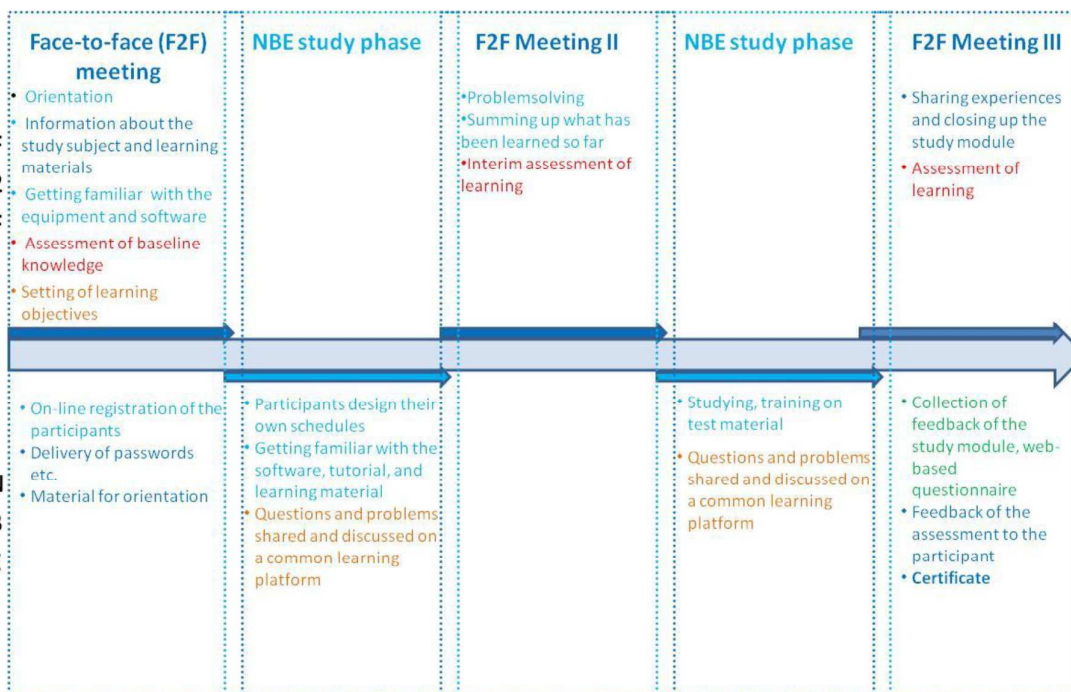 Face-to-face (F2F)
meeting
• Orientation
• Information about the
study subject and learning
materials
• Getting familiar with the
equipment and software
• Assessment of baseline
knowledge
• Setting of learning
objectives
• On-line registration of the
participants
• Delivery of passwords
etc.
• Material for orientation
NBE study phase
• Participants design their
own schedules
• Getting familiar with the
software, tutorial, and
learning material
• Questions and problems
shared and discussed on
a common learning
platform
F2F Meeting II
•Problemsolving
•Summing up what has
been learned so far
•Interim assessment of
learning
NBE study phase
• Studying, training on
test material
• Questions and problems
shared and discussed on
a common learning
platform
F2F Meeting III
• Sharing experiences
and closing up the
study module
• Assessment of
learning
• Collection of
feedback of the
study module, web-
based
questionnaire
• Feedback of the
assessment to the
participant
• Certificate